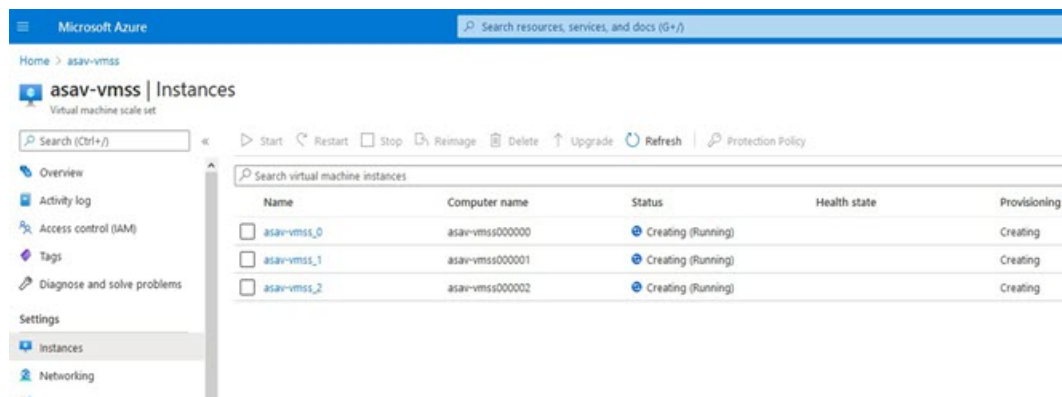 Microsoft Azure
Search resources, services, and docs (G+/)
Home > asav-vmss
asav-vmss | Instances
Virtual machine scale set
Search (Ctrl+/)
«
Start Restart Stop Reimage Delete Upgrade Refresh Protection Policy
Overview
Activity log
Access control (IAM)
Tags
Diagnose and solve problems
Settings
Instances
Networking
Search virtual machine instances
Name Computer name Status Health state Provisioning
asav-vmss_0 asav-vmss000000 Creating (Running) Creating
asav-vmss_1 asav-vmss000001 Creating (Running) Creating
asav-vmss_2 asav-vmss000002 Creating (Running) Creating